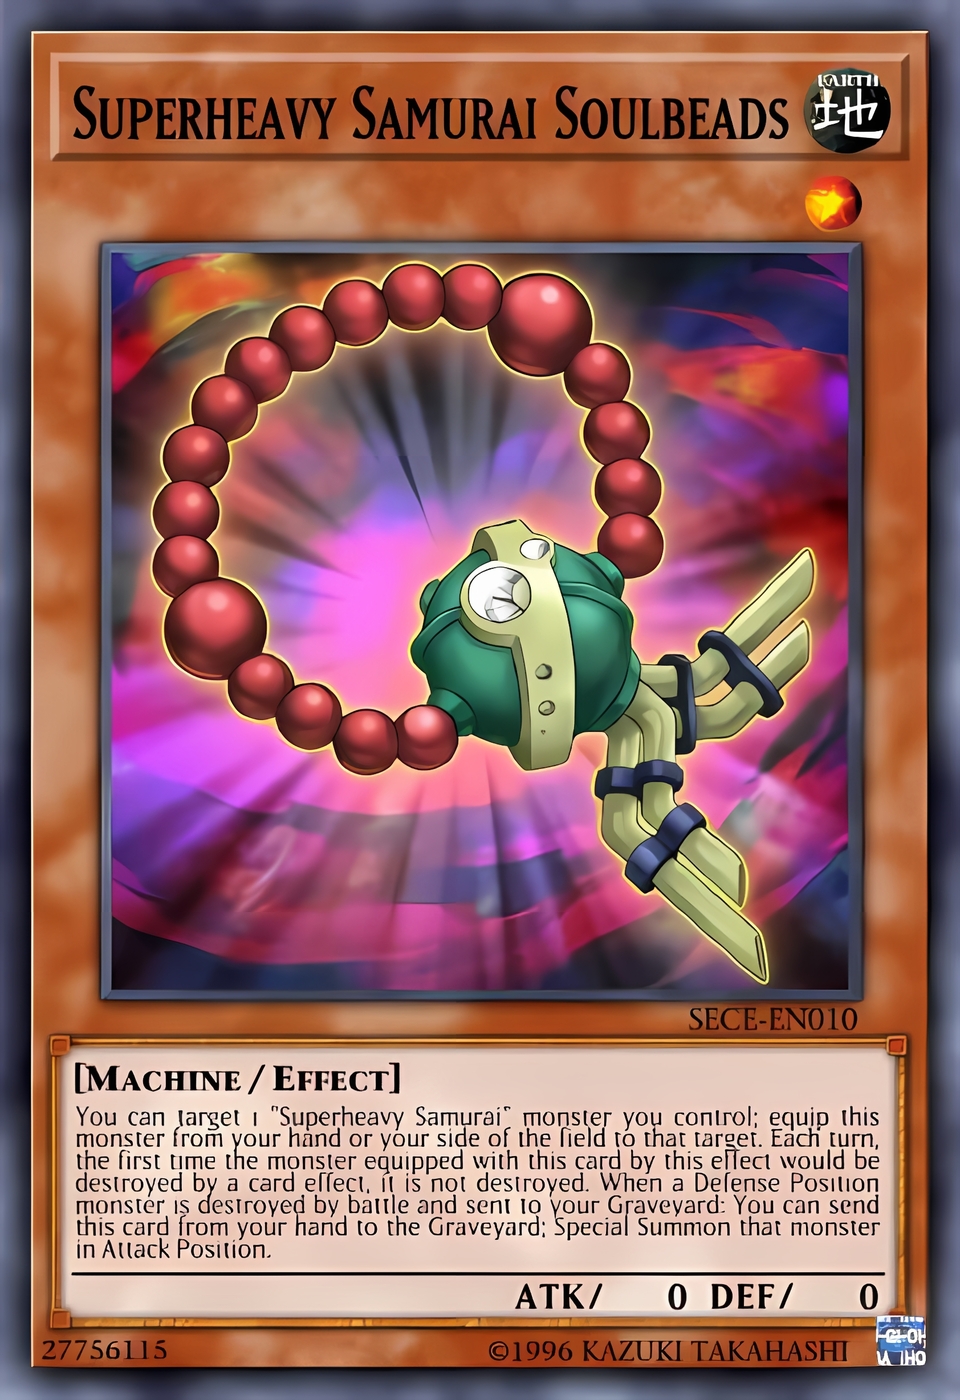 SUPERHEAVY SAMURAI SOULBEADS
EARTH
地
SECE-EN010
[MACHINE / EFFECT]
You can target 1 "Superheavy Samurai" monster you control; equip this
monster from your hand or your side of the field to that target. Each turn,
the first time the monster equipped with this card by this effect would be
destroyed by a card effect, it is not destroyed. When a Defense Position
monster is destroyed by battle and sent to your Graveyard: You can send
this card from your hand to the Graveyard; Special Summon that monster
in Attack Position.
ATK/ 0 DEF/ 0
27756115
©1996 KAZUKI TAKAHASHI